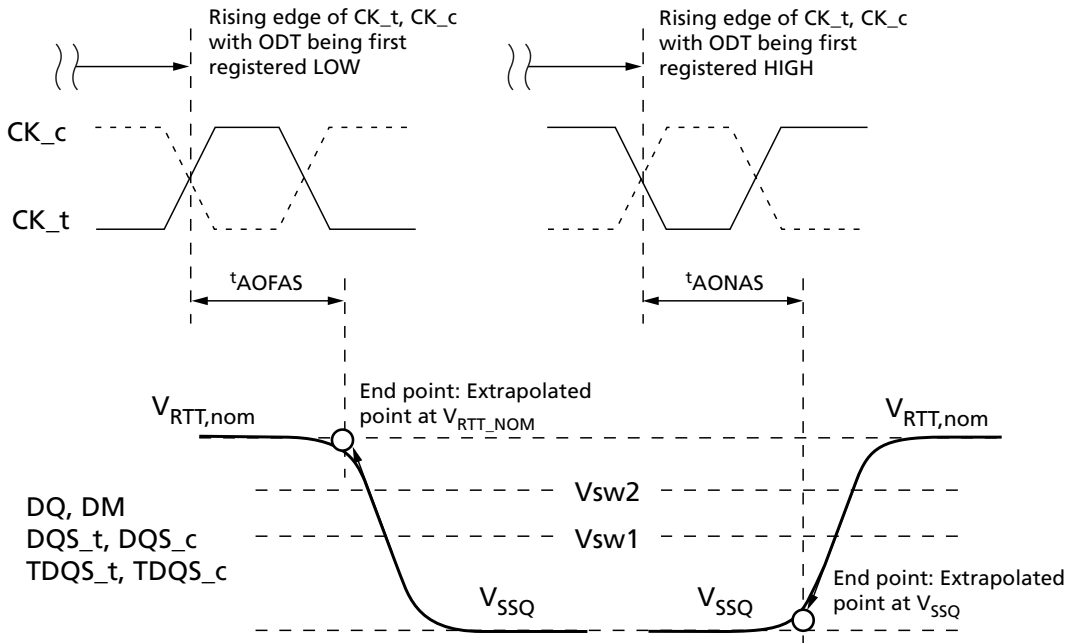 Rising edge of CK_t, CK_c
with ODT being first
registered LOW
Rising edge of CK_t, CK_c
with ODT being first
registered HIGH
CK_c
CK_t
tAOFAS
tAONAS
End point: Extrapolated
point at VRTT_NOM
VRTT,nom
VRTT,nom
Vsw2
DQ, DM
DQS_t, DQS_c
TDQS_t, TDQS_c
Vsw1
VSSQ
VSSQ
End point: Extrapolated
point at VSSQ